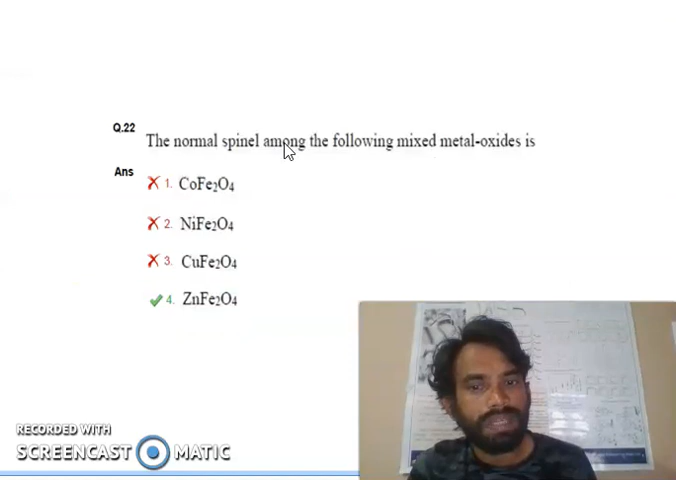 Q.22
The normal spinel among the following mixed metal-oxides is
Ans
1. CoFe₂O₄
2. NiFe₂O₄
3. CuFe₂O₄
4. ZnFe₂O₄
RECORDED WITH
SCREENCAST MATIC